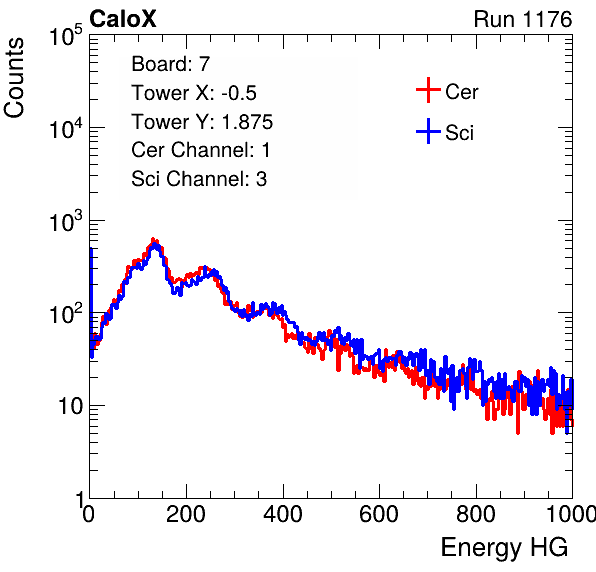 CaloX Run 1176
Counts
10^5
10^4
10^3
10^2
10
1
Board: 7
Tower X: -0.5
Tower Y: 1.875
Cer Channel: 1
Sci Channel: 3
Cer
Sci
0 200 400 600 800 1000
Energy HG